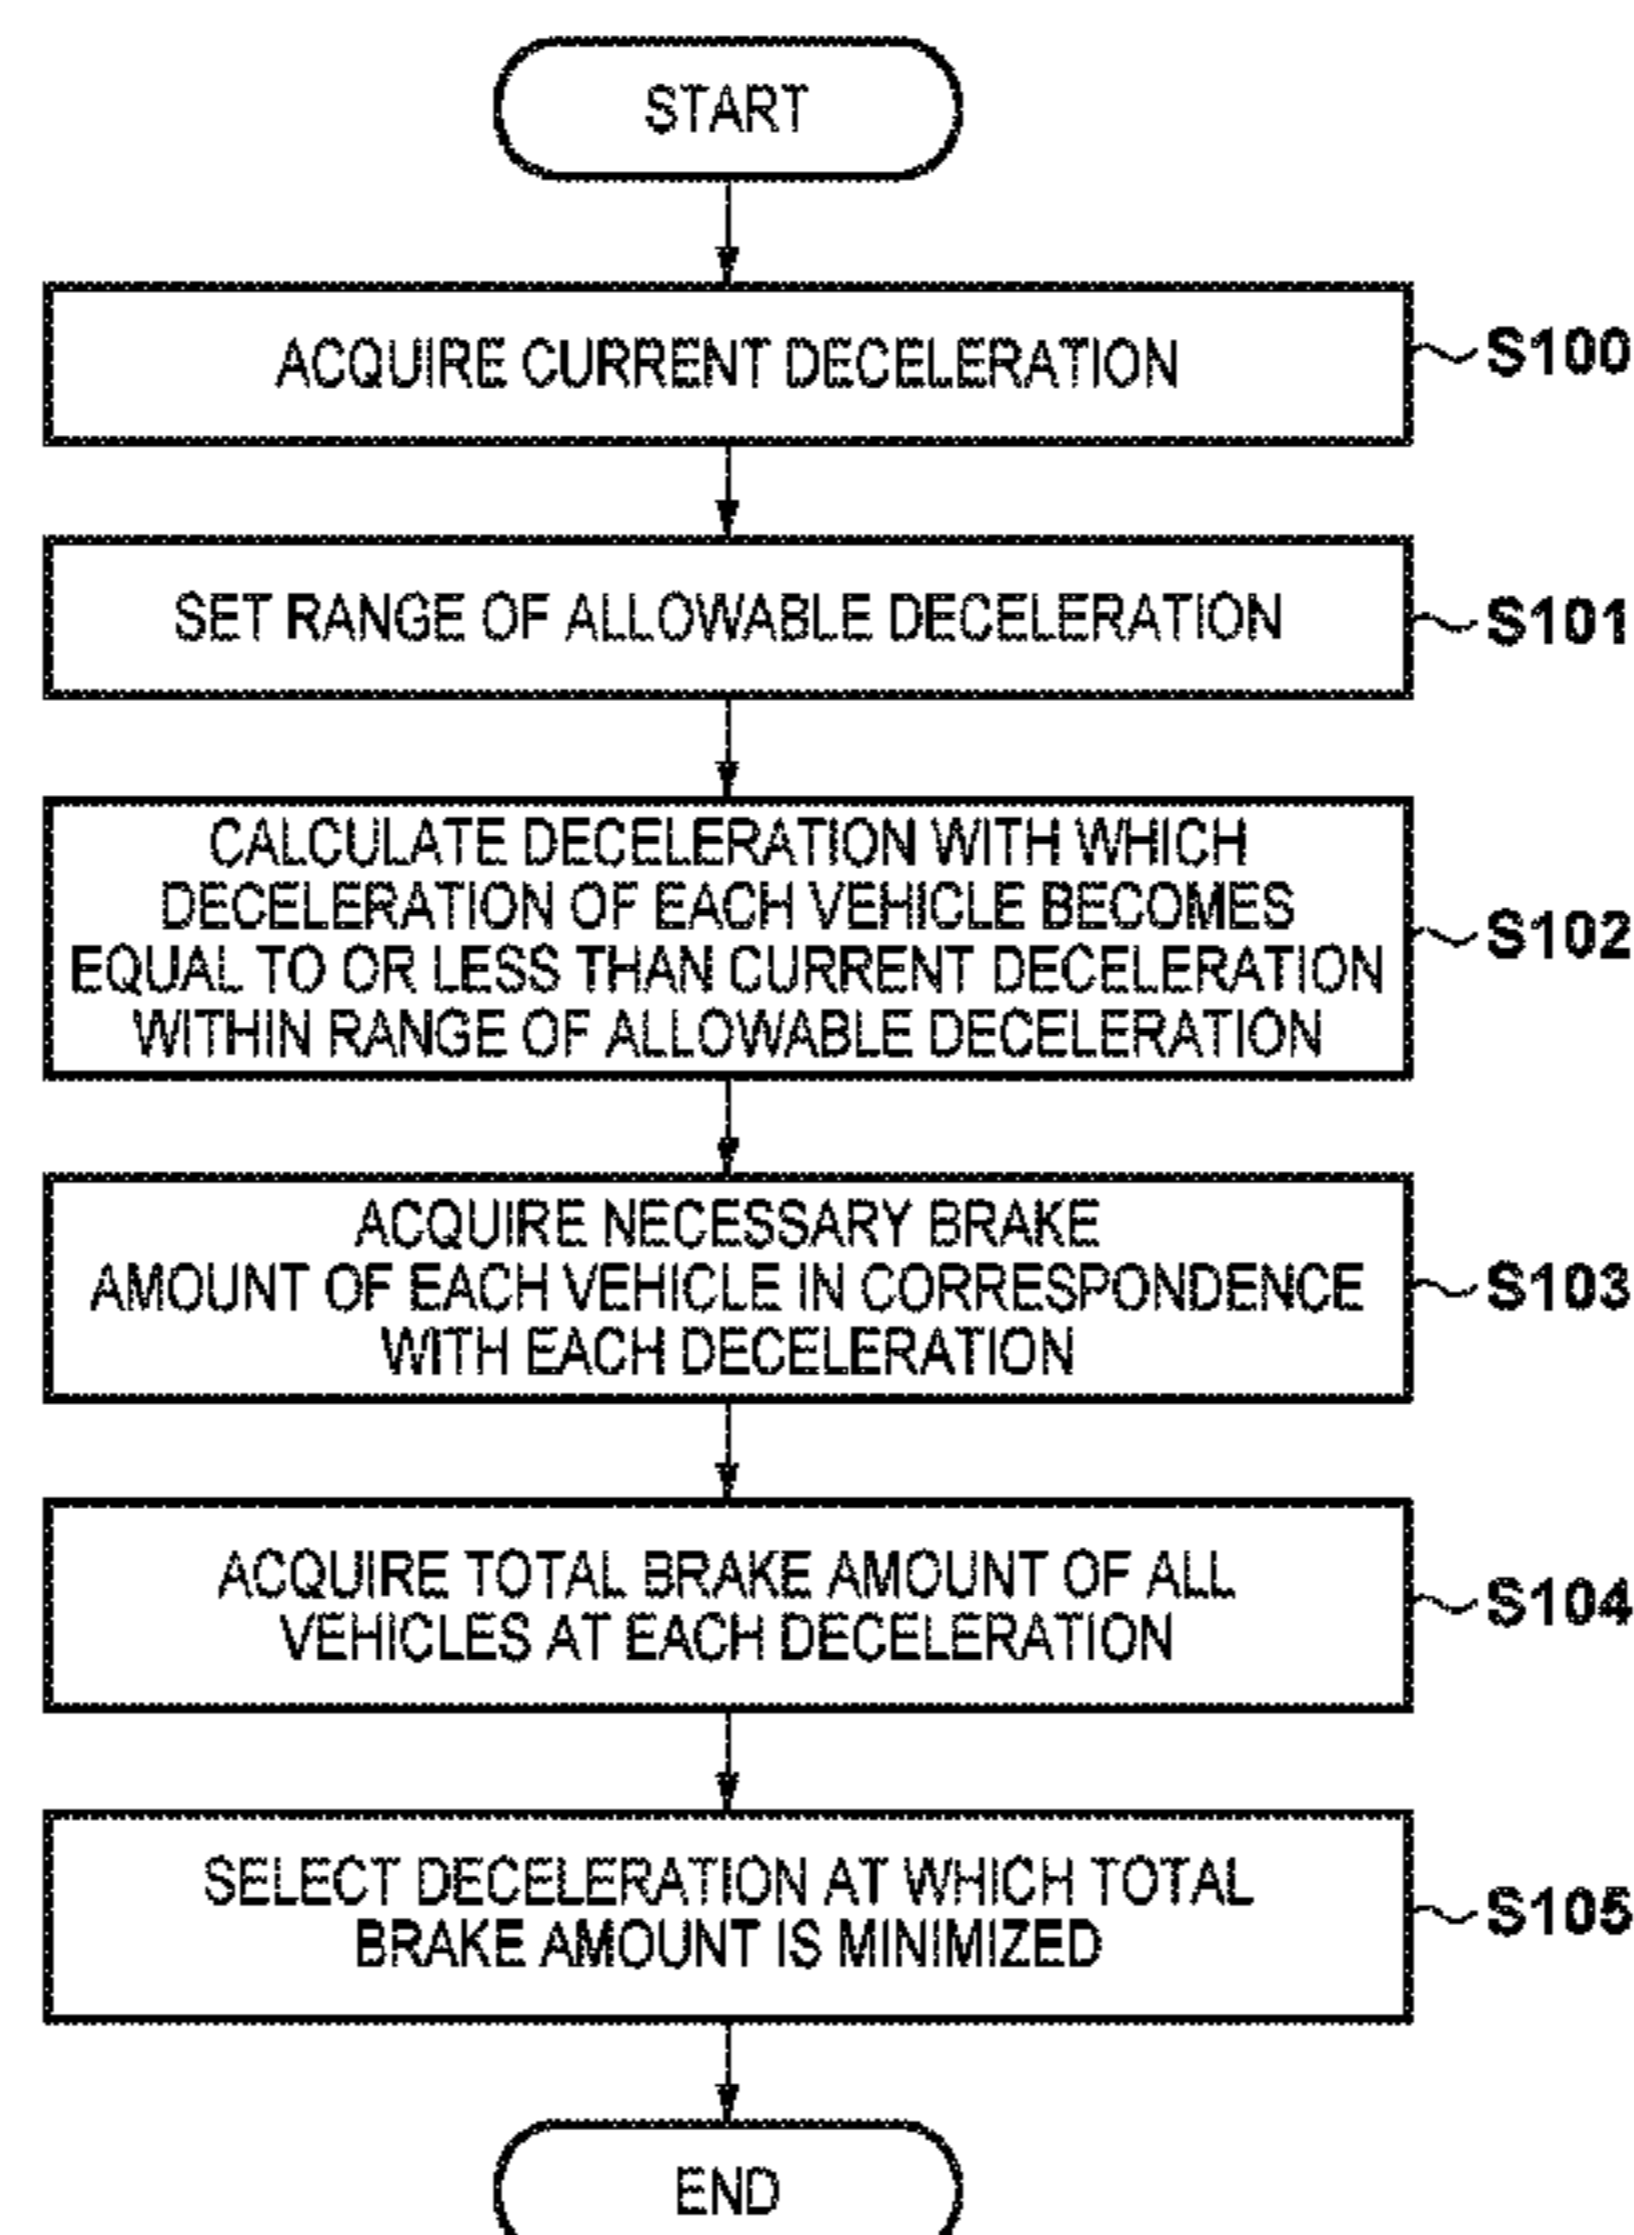 START
ACQUIRE CURRENT DECELERATION
S100
SET RANGE OF ALLOWABLE DECELERATION
S101
CALCULATE DECELERATION WITH WHICH
DECELERATION OF EACH VEHICLE BECOMES
EQUAL TO OR LESS THAN CURRENT DECELERATION
WITHIN RANGE OF ALLOWABLE DECELERATION
S102
ACQUIRE NECESSARY BRAKE
AMOUNT OF EACH VEHICLE IN CORRESPONDENCE
WITH EACH DECELERATION
S103
ACQUIRE TOTAL BRAKE AMOUNT OF ALL
VEHICLES AT EACH DECELERATION
S104
SELECT DECELERATION AT WHICH TOTAL
BRAKE AMOUNT IS MINIMIZED
S105
END